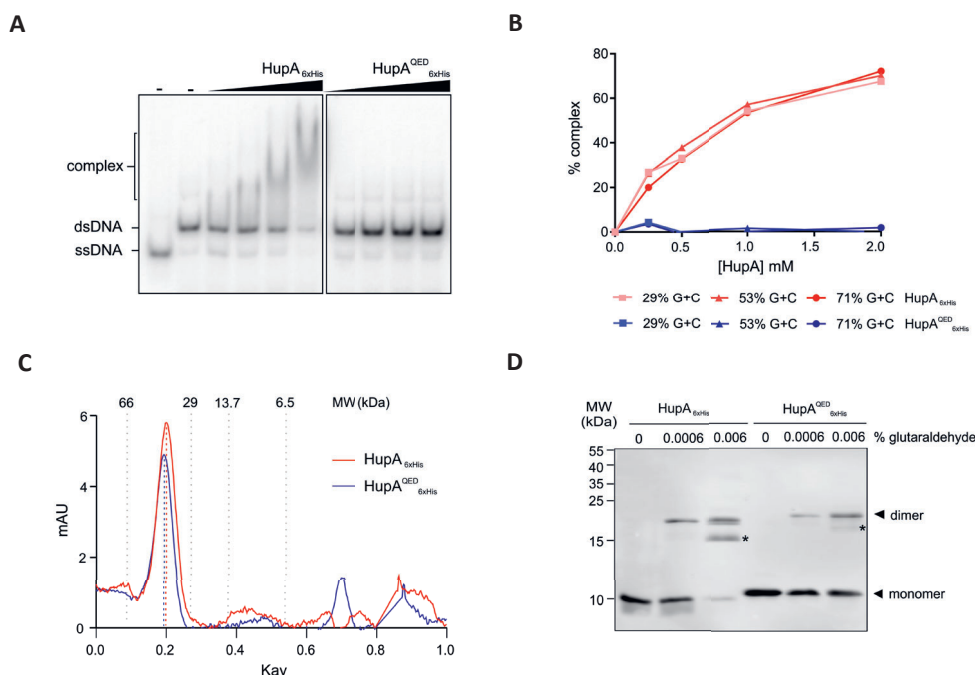 A
HupA6xHis HupAQED6xHis
- -
complex
dsDNA
ssDNA
B
% complex
80
60
40
20
0
0.0 0.5 1.0 1.5 2.0
[HupA] mM
29% G+C 53% G+C 71% G+C HupA6xHis
29% G+C 53% G+C 71% G+C HupAQED6xHis
C
66 29 13.7 6.5 MW (kDa)
mAU
6
4
2
0
HupA6xHis
HupAQED6xHis
0.0 0.2 0.4 0.6 0.8 1.0
Kav
D
MW
(kDa)
HupA6xHis HupAQED6xHis
0 0.0006 0.006 0 0.0006 0.006 % glutaraldehyde
55
40
35
25
15
10
* *
dimer
monomer